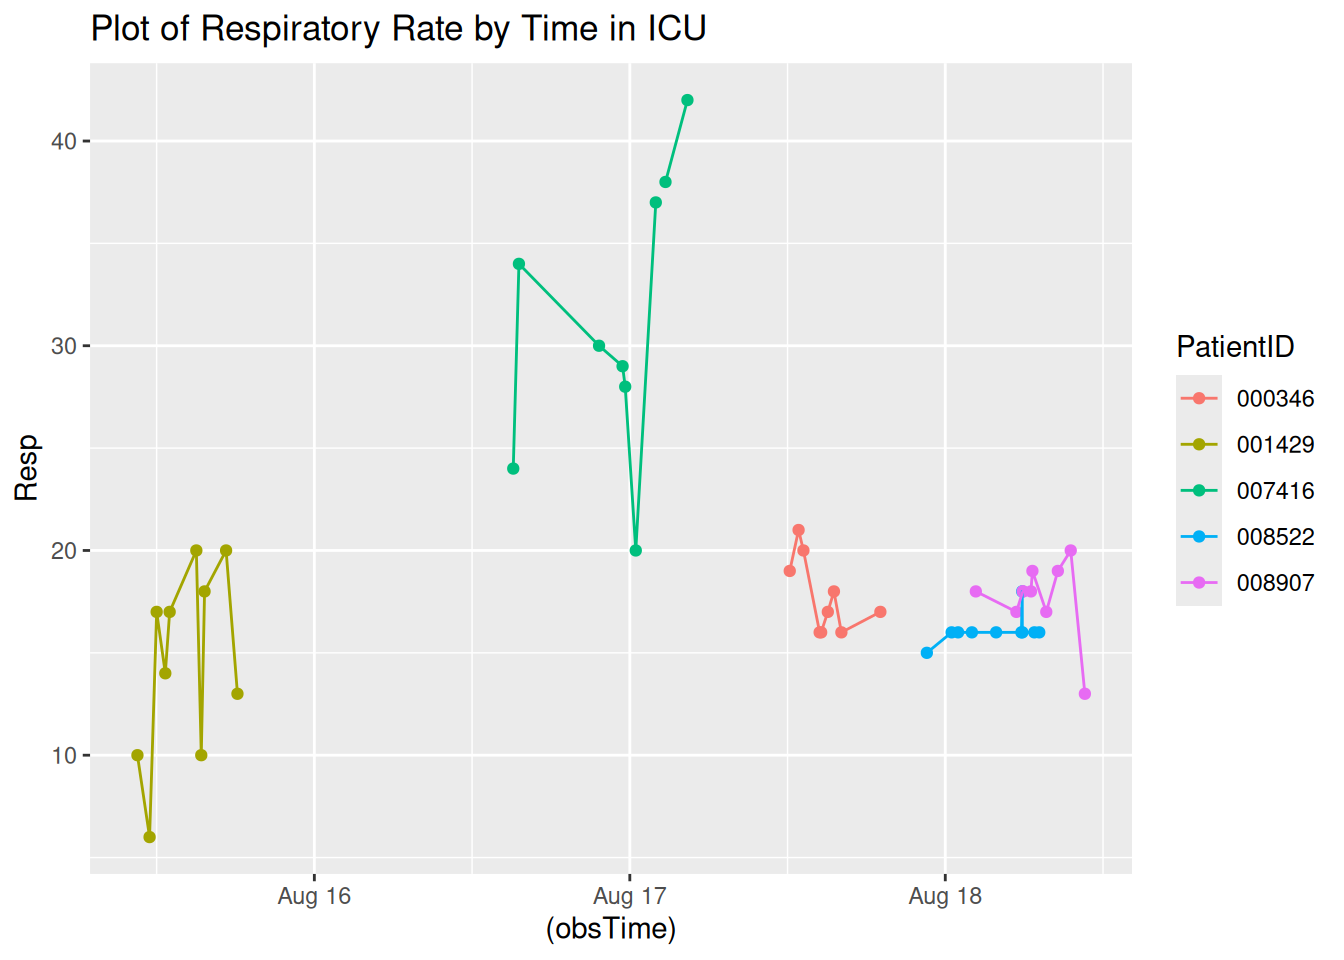 Plot of Respiratory Rate by Time in ICU
40
30
20
10
Resp
Aug 16
Aug 17
Aug 18
(obsTime)
PatientID
000346
001429
007416
008522
008907